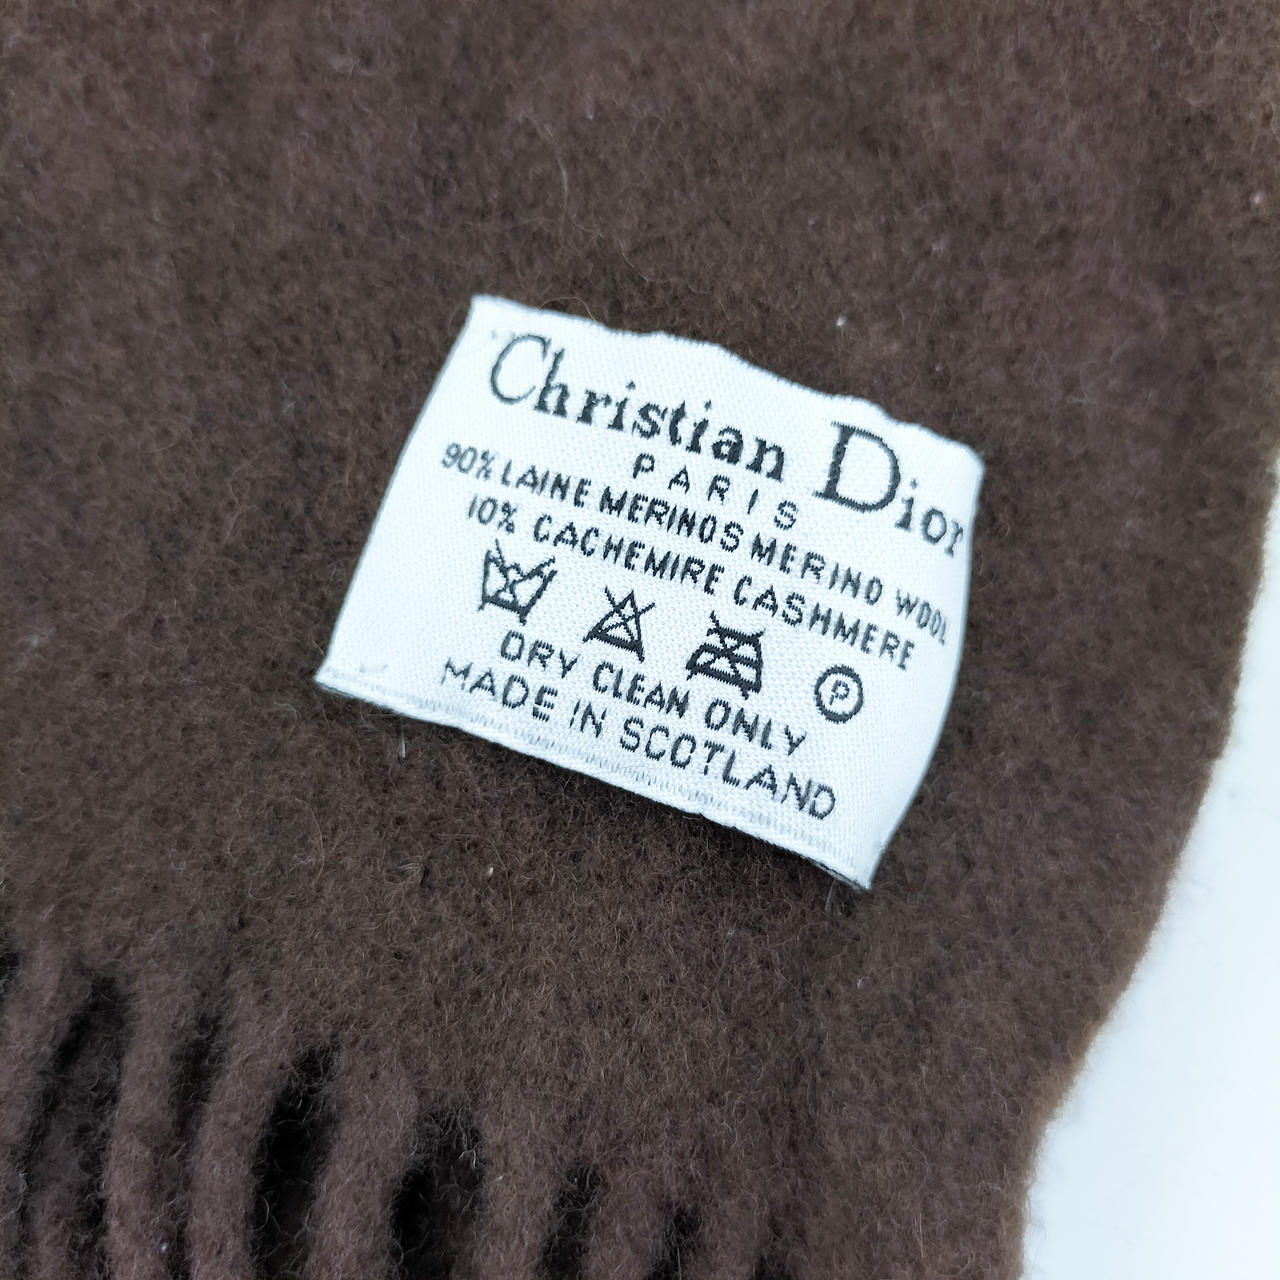 Christian Dior
PARIS
90% LAINE MERINOS MERINO WOOL
10% CACHEMIRE CASHMERE
P
DRY CLEAN ONLY
MADE IN SCOTLAND